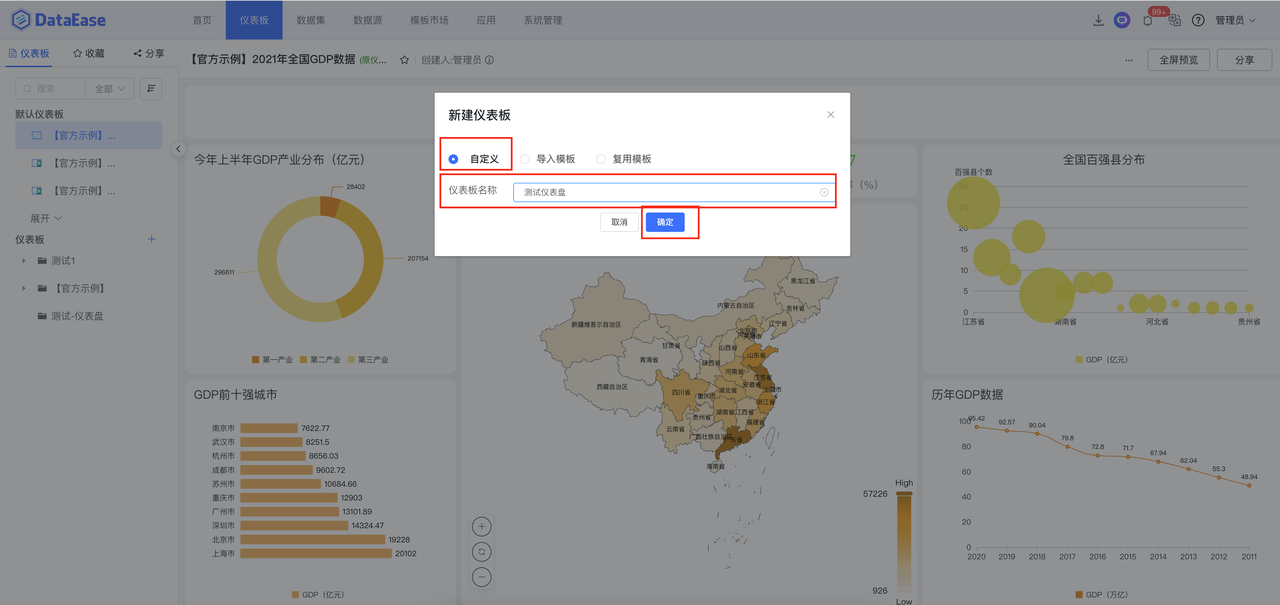 DataEase
首页
仪表板
数据集
数据源
模板市场
应用
系统管理
99+
管理员
仪表板
收藏
分享
【官方示例】2021年全国GDP数据 (原仪...
创建人:管理员
全屏预览
分享
搜索
全部
默认仪表板
【官方示例】...
【官方示例】...
【官方示例】...
展开
仪表板
测试1
【官方示例】
测试-仪表盘
新建仪表板
自定义
导入模板
复用模板
仪表板名称
测试仪表盘
取消
确定
今年上半年GDP产业分布（亿元）
28402
207154
296611
第一产业
第二产业
第三产业
GDP前十强城市
南京市 7622.77
武汉市 8251.5
杭州市 8656.03
成都市 9602.72
苏州市 10684.66
重庆市 12903
广州市 13101.89
深圳市 14324.47
北京市 19228
上海市 20102
GDP（亿元）
7
（%）
黑龙江省
内蒙古自治区
吉林省
新疆维吾尔自治区
辽宁省
甘肃省
山西省
青海省
陕西省
山东省
河南省
江苏省
西藏自治区
四川省
重庆市
湖北省
安徽省
上海市
浙江省
贵州省
湖南省
江西省
福建省
云南省
广西壮族自治区
海南省
High
57226
926
Low
全国百强县分布
百强县个数
30
25
20
15
10
5
0
江苏省
湖南省
河北省
贵州省
GDP（亿元）
历年GDP数据
100
80
60
40
20
0
95.42
92.57
90.04
79.8
72.8
71.7
67.94
62.04
55.3
48.94
2020
2019
2018
2017
2016
2015
2014
2013
2012
2011
GDP（万亿）